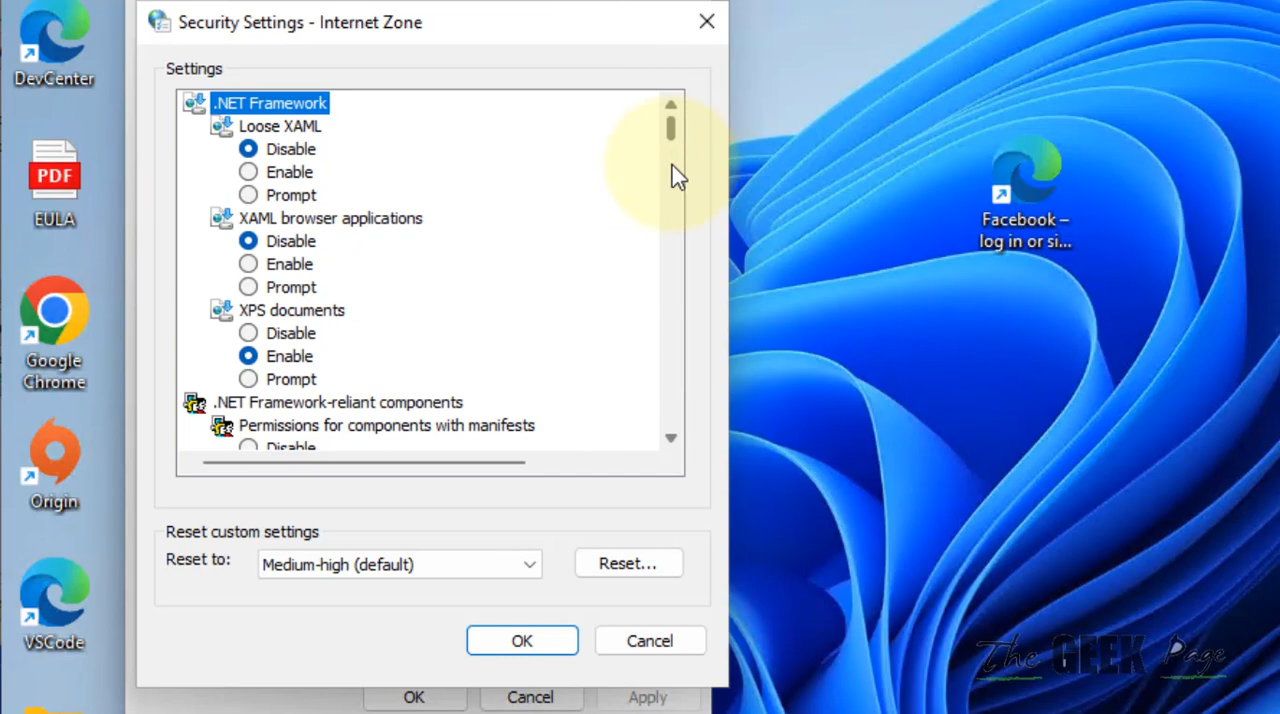 DevCenter
PDF
EULA
Google
Chrome
Origin
VSCode
Security Settings - Internet Zone
Settings
.NET Framework
Loose XAML
Disable
Enable
Prompt
XAML browser applications
Disable
Enable
Prompt
XPS documents
Disable
Enable
Prompt
.NET Framework-reliant components
Permissions for components with manifests
Disable
Reset custom settings
Reset to:
Medium-high (default)
Reset...
OK
Cancel
OK
Cancel
Apply
Facebook –
log in or si...
The GEEK Page